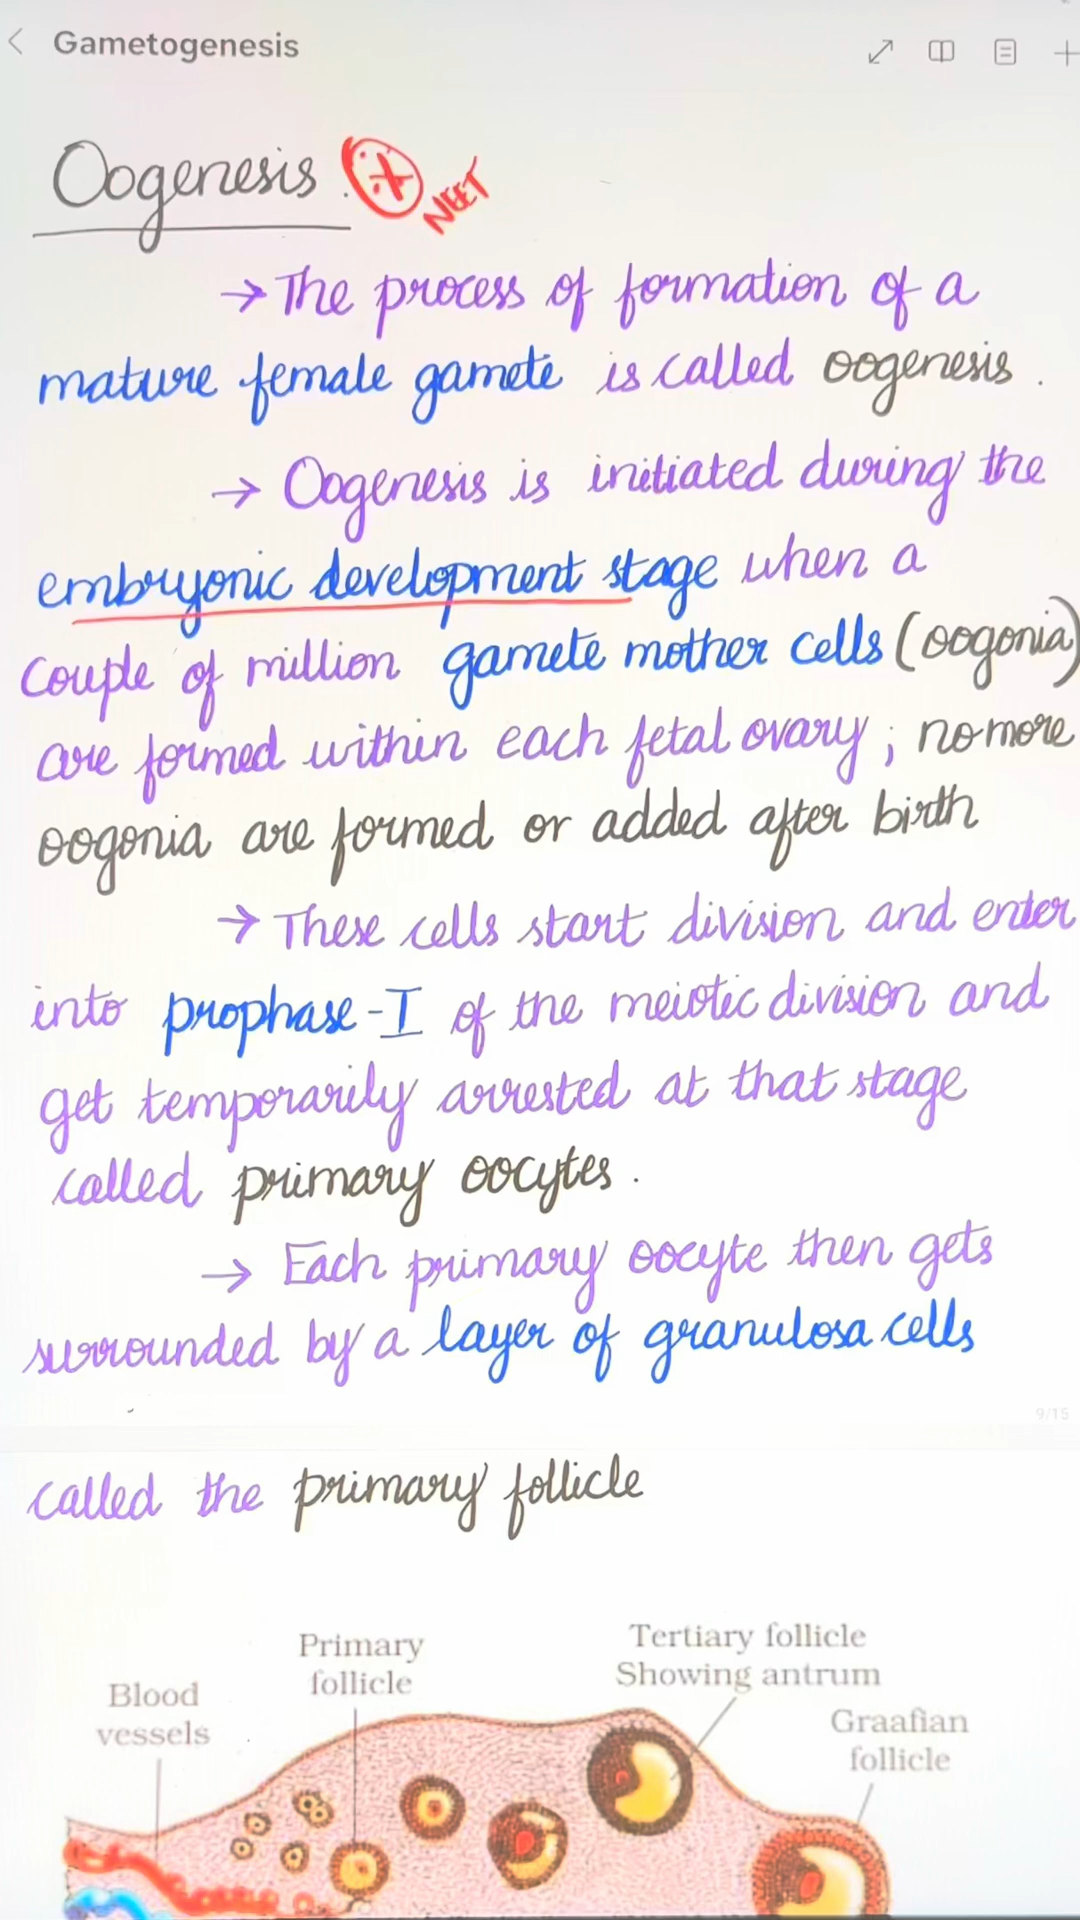 Gametogenesis
Oogenesis.
NEET
→ The process of formation of a
mature female gamete is called oogenesis.
→ Oogenesis is initiated during the
embryonic development stage when a
couple of million gamete mother cells (oogonia)
are formed within each fetal ovary; no more
oogonia are formed or added after birth
→ These cells start division and enter
into prophase-I of the meiotic division and
get temporarily arrested at that stage
called primary oocytes.
→ Each primary oocyte then gets
surrounded by a layer of granulosa cells
9/15
called the primary follicle
Primary
follicle
Tertiary follicle
Showing antrum
Blood
vessels
Graafian
follicle